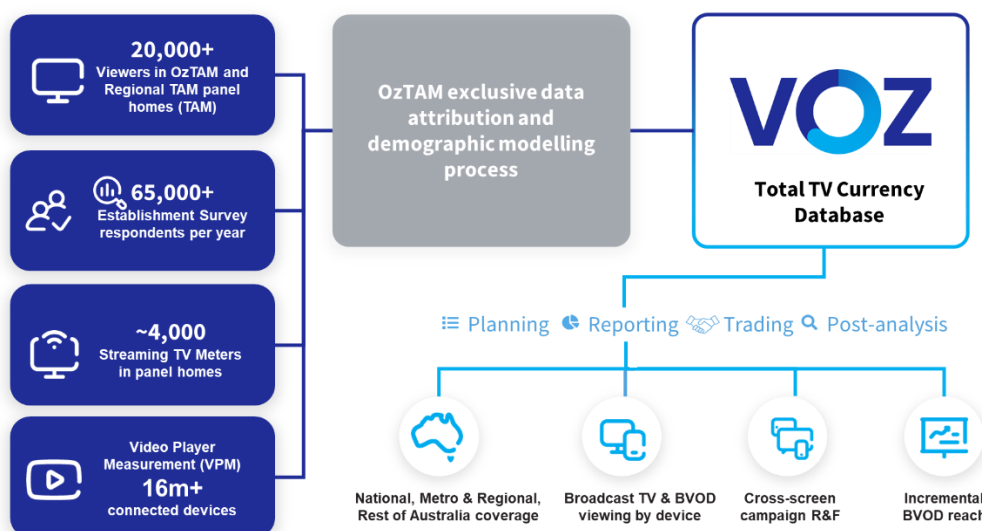 20,000+
Viewers in OzTAM and
Regional TAM panel
homes (TAM)
65,000+
Establishment Survey
respondents per year
~4,000
Streaming TV Meters
in panel homes
Video Player
Measurement (VPM)
16m+
connected devices
OzTAM exclusive data
attribution and
demographic modelling
process
VOZ
Total TV Currency
Database
Planning Reporting Trading Post-analysis
National, Metro & Regional,
Rest of Australia coverage
Broadcast TV & BVOD
viewing by device
Cross-screen
campaign R&F
Incremental
BVOD reach